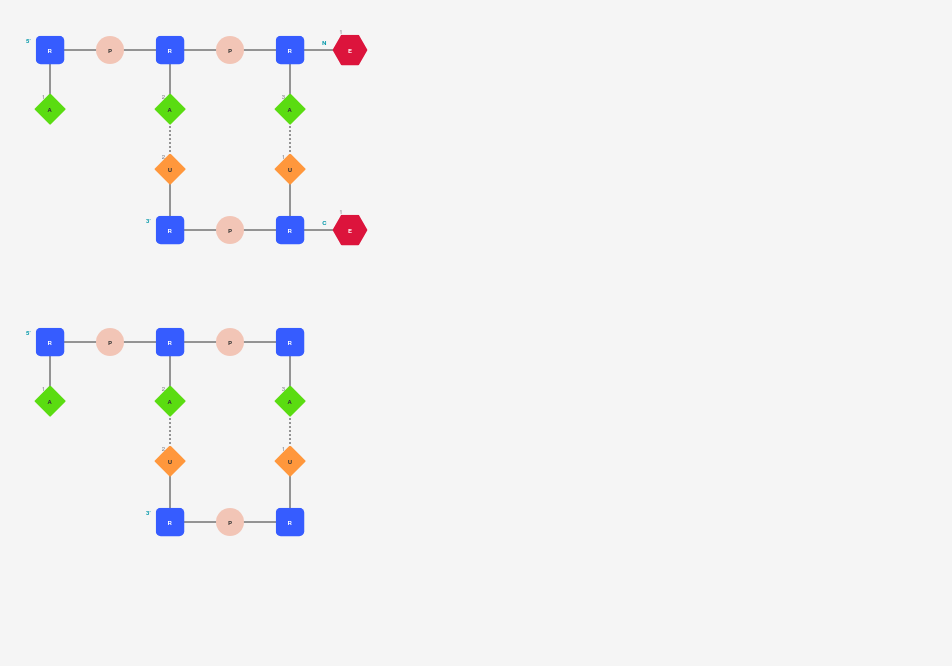 1
5' R P R P R N E
1 2 3
A A A
2 1
U U
1
3' R P R C E
5' R P R P R
1 2 3
A A A
2 1
U U
3' R P R